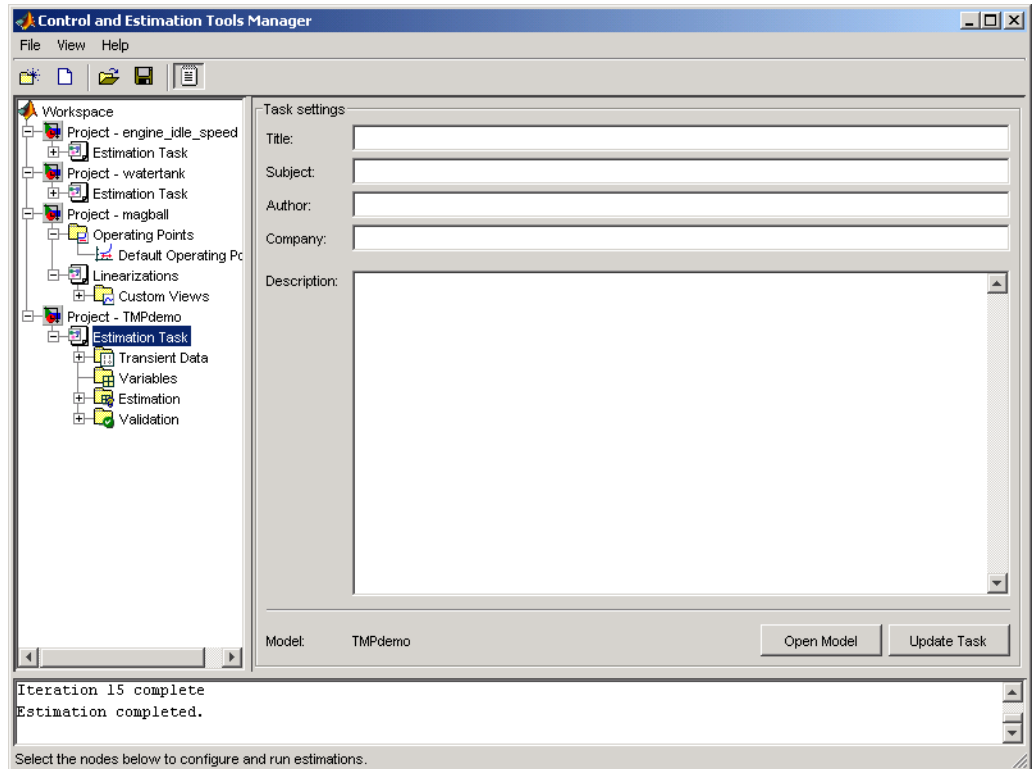 Control and Estimation Tools Manager
File View Help
Workspace
Project - engine_idle_speed
Estimation Task
Project - watertank
Estimation Task
Project - magball
Operating Points
Default Operating Po
Linearizations
Custom Views
Project - TMPdemo
Estimation Task
Transient Data
Variables
Estimation
Validation
Task settings
Title:
Subject:
Author:
Company:
Description:
Model: TMPdemo
Open Model
Update Task
Iteration 15 complete
Estimation completed.
Select the nodes below to configure and run estimations.